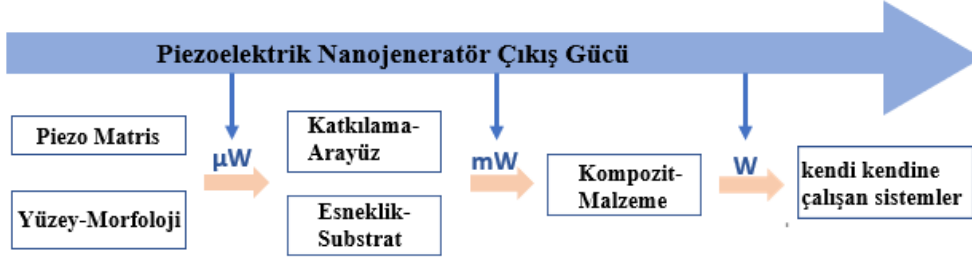 Piezoelektrik Nanojeneratör Çıkış Gücü
Piezo Matris
Yüzey-Morfoloji
µW
Katkılama-
Arayüz
Esneklik-
Substrat
mW
Kompozit-
Malzeme
W
kendi kendine
çalışan sistemler